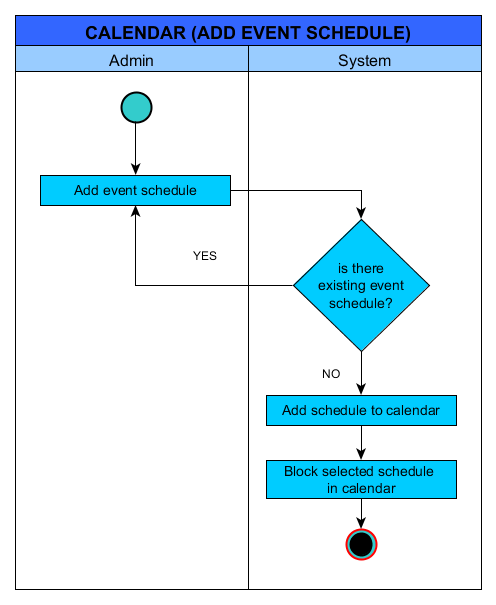 CALENDAR (ADD EVENT SCHEDULE)
Admin
System
Add event schedule
YES
is there
existing event
schedule?
NO
Add schedule to calendar
Block selected schedule
in calendar